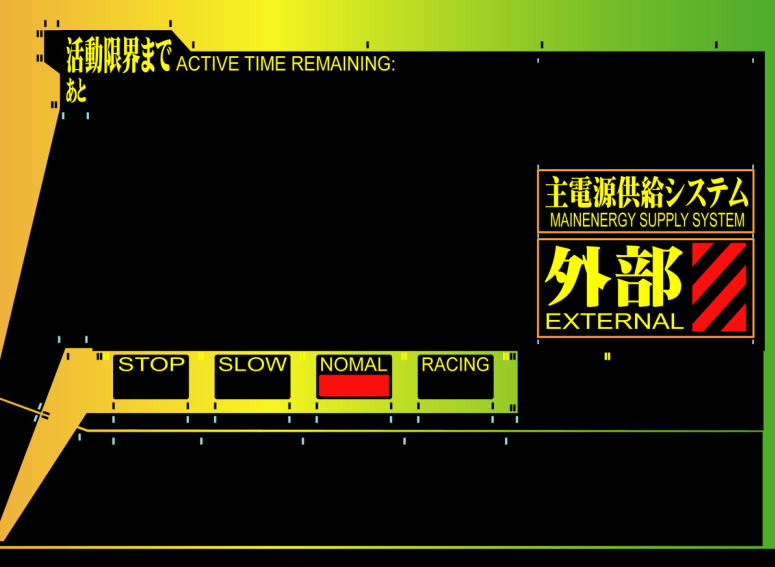 活動限界まで ACTIVE TIME REMAINING:
あと
主電源供給システム
MAINENERGY SUPPLY SYSTEM
外部
EXTERNAL
STOP SLOW NOMAL RACING